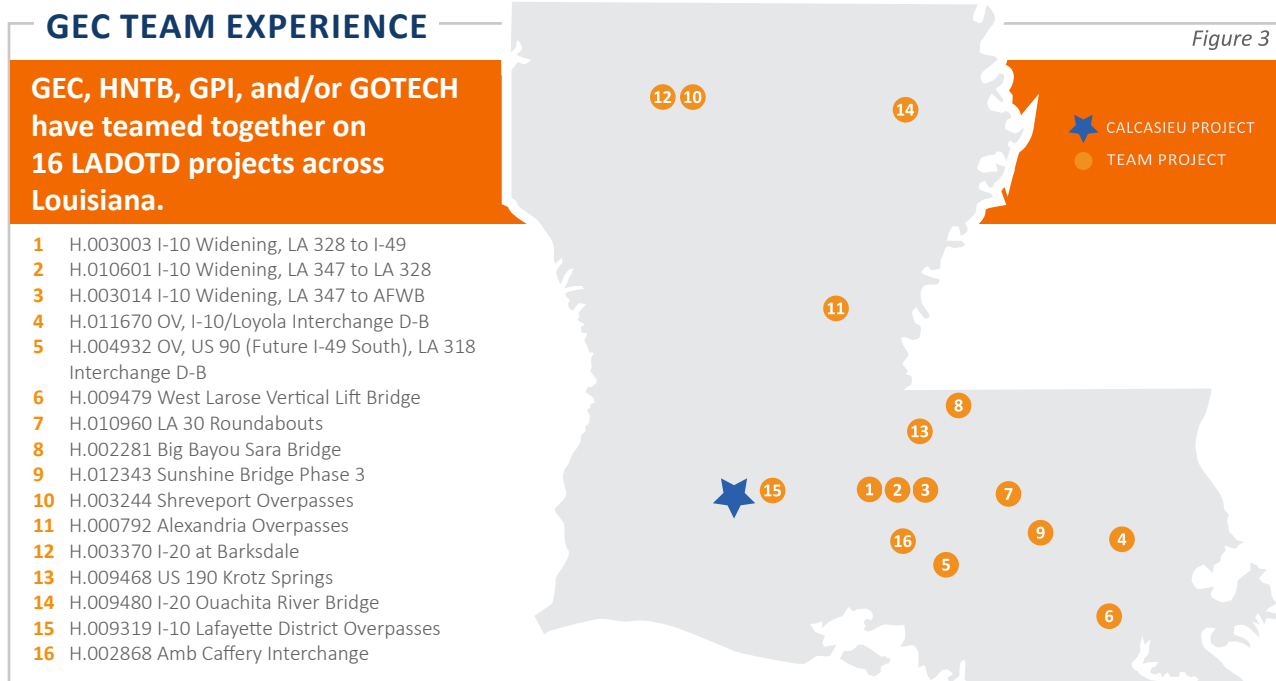 GEC TEAM EXPERIENCE
Figure 3
GEC, HNTB, GPI, and/or GOTECH
have teamed together on
16 LADOTD projects across
Louisiana.
CALCASIEU PROJECT
TEAM PROJECT
1 H.003003 I-10 Widening, LA 328 to I-49
2 H.010601 I-10 Widening, LA 347 to LA 328
3 H.003014 I-10 Widening, LA 347 to AFWB
4 H.011670 OV, I-10/Loyola Interchange D-B
5 H.004932 OV, US 90 (Future I-49 South), LA 318
Interchange D-B
6 H.009479 West Larose Vertical Lift Bridge
7 H.010960 LA 30 Roundabouts
8 H.002281 Big Bayou Sara Bridge
9 H.012343 Sunshine Bridge Phase 3
10 H.003244 Shreveport Overpasses
11 H.000792 Alexandria Overpasses
12 H.003370 I-20 at Barksdale
13 H.009468 US 190 Krotz Springs
14 H.009480 I-20 Ouachita River Bridge
15 H.009319 I-10 Lafayette District Overpasses
16 H.002868 Amb Caffery Interchange
12 10
14
11
8
13
15 1 2 3 7
16 9 4
5
6